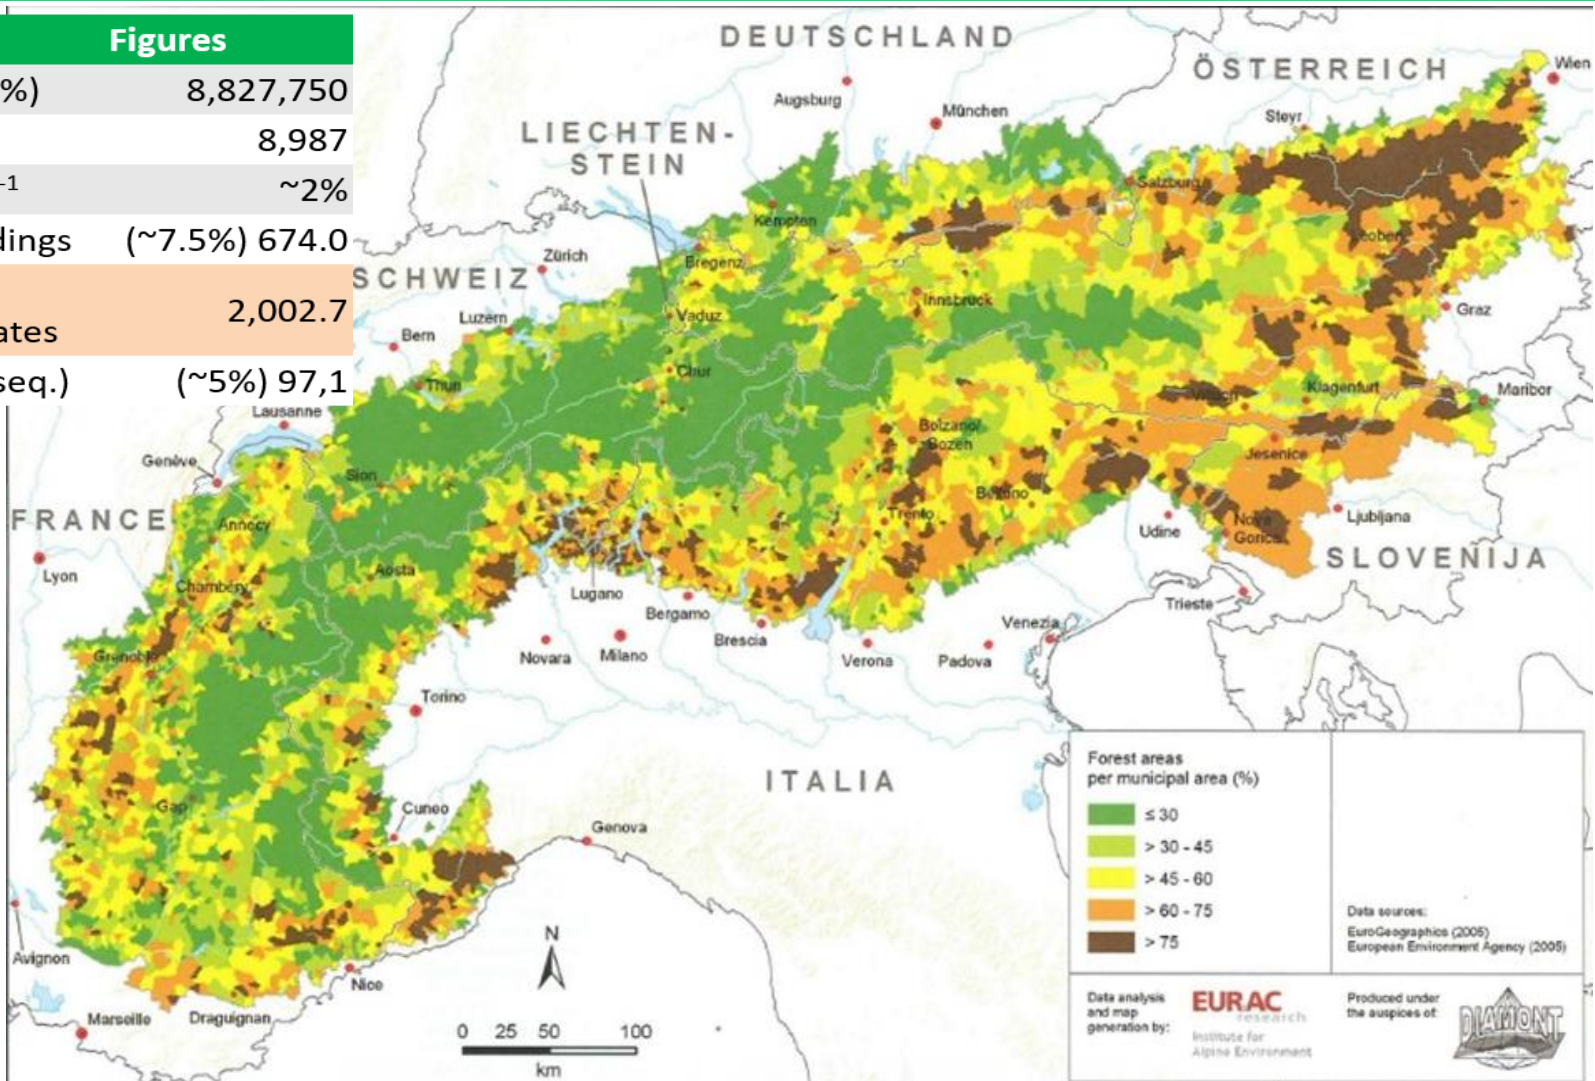 Figures
%) 8,827,750
8,987
-1 ~2%
dings (~7.5%) 674.0
2,002.7
ates
seq.) (~5%) 97,1
DEUTSCHLAND
ÖSTERREICH
Wien
Augsburg
München
Steyr
LIECHTEN-
STEIN
Salzburg
Kempten
Leoben
Zürich
Bregenz
SCHWEIZ
Innsbruck
Luzern
Vaduz
Graz
Bern
Chur
Thun
Villach
Klagenfurt
Maribor
Lausanne
Bolzano/
Bozen
Jesenice
Genève
Sion
Belluno
FRANCE
Annecy
Trento
Nova
Gorica
Ljubljana
Udine
SLOVENIJA
Lyon
Aosta
Chambéry
Lugano
Trieste
Bergamo
Venezia
Brescia
Grenoble
Novara
Milano
Verona
Padova
Torino
ITALIA
Gap
Cuneo
Genova
Forest areas
per municipal area (%)
≤ 30
> 30 - 45
> 45 - 60
> 60 - 75
> 75
Data sources:
EuroGeographics (2005)
European Environment Agency (2005)
N
Avignon
Nice
Marseille
Draguignan
0 25 50 100
km
Data analysis
and map
generation by:
EURAC
research
Institute for
Alpine Environment
Produced under
the auspices of:
DIAMONT